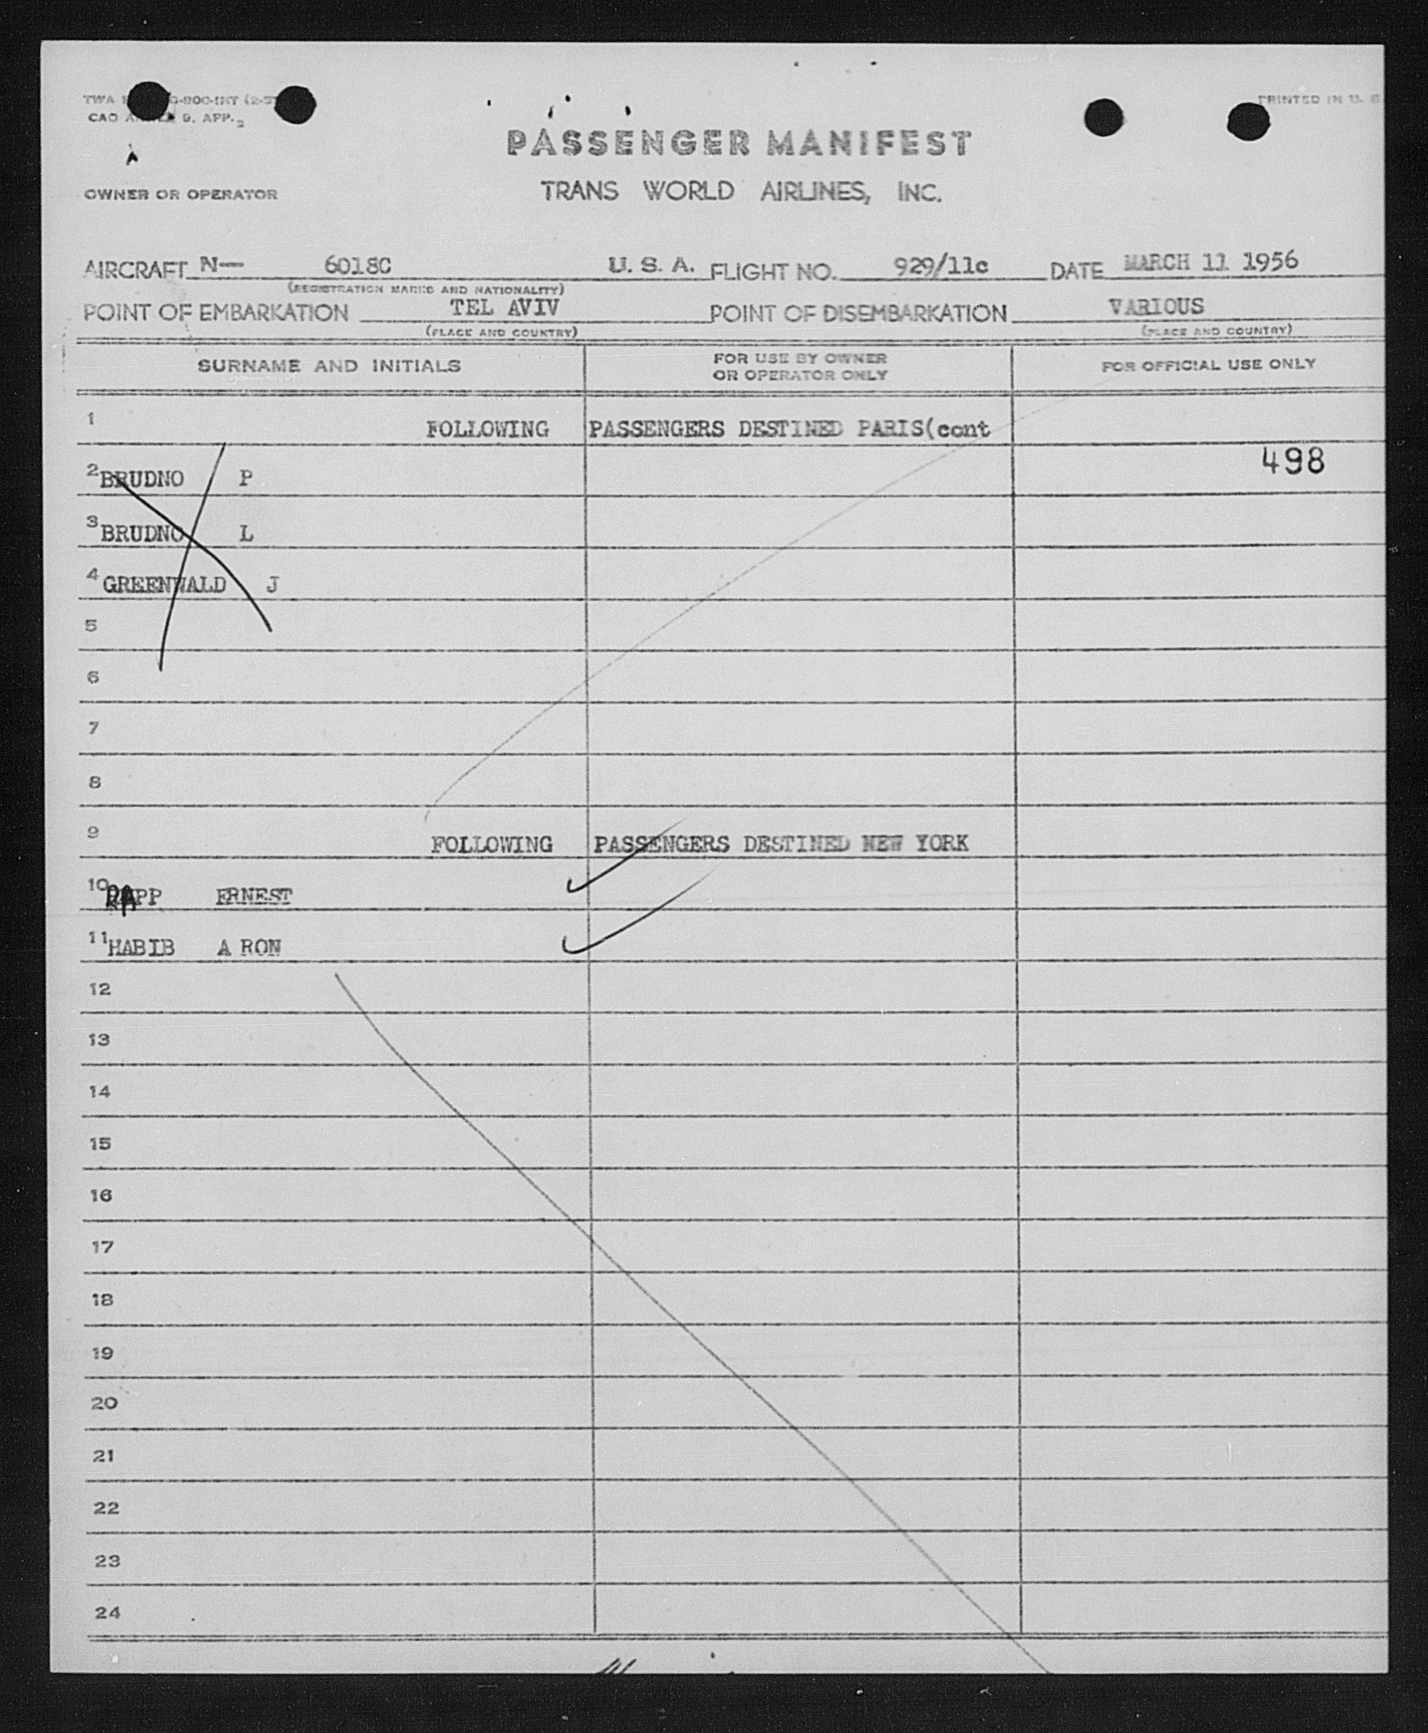 PRINTED IN U. S.
PASSENGER MANIFEST
OWNER OR OPERATOR TRANS WORLD AIRLINES, INC.
AIRCRAFT N— 6018C U. S. A. FLIGHT NO. 929/11c DATE MARCH 11 1956
(REGISTRATION MARKS AND NATIONALITY)
POINT OF EMBARKATION TEL AVIV POINT OF DISEMBARKATION VARIOUS
(PLACE AND COUNTRY) (PLACE AND COUNTRY)
SURNAME AND INITIALS FOR USE BY OWNER OR OPERATOR ONLY FOR OFFICIAL USE ONLY
1 FOLLOWING PASSENGERS DESTINED PARIS(cont
498
2 BRUDNO P
3 BRUDNO L
4 GREENWALD J
5
6
7
8
9 FOLLOWING PASSENGERS DESTINED NEW YORK
10 RAPP ERNEST
11 HABIB A RON
12
13
14
15
16
17
18
19
20
21
22
23
24